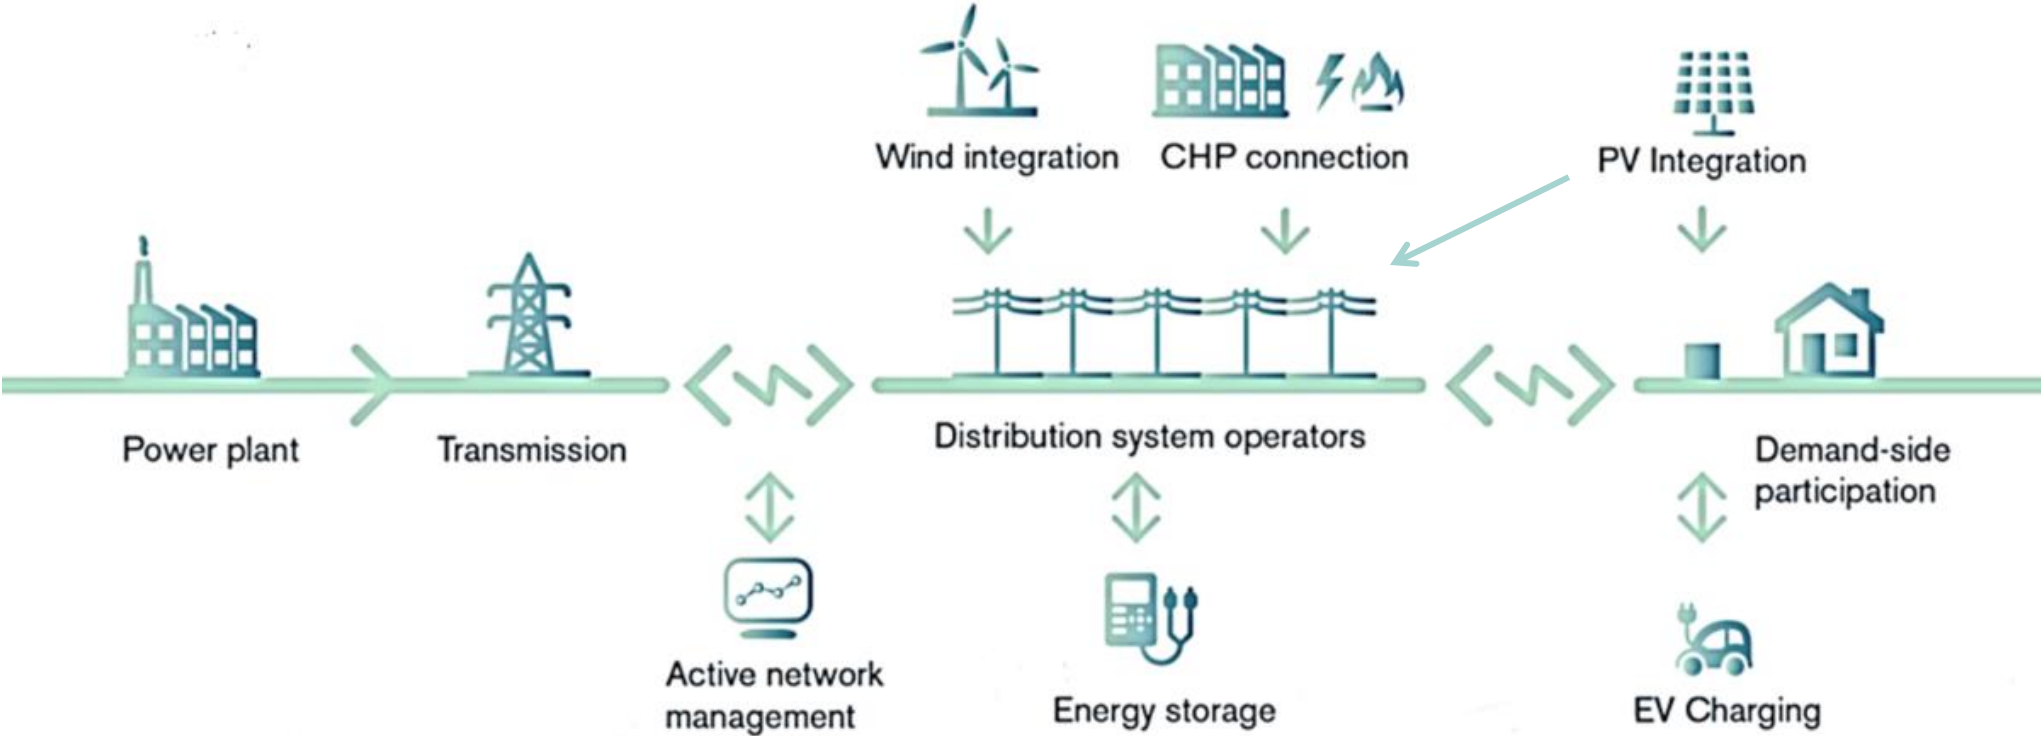 Wind integration
CHP connection
PV Integration
Power plant
Transmission
Distribution system operators
Demand-side
participation
Active network
management
Energy storage
EV Charging